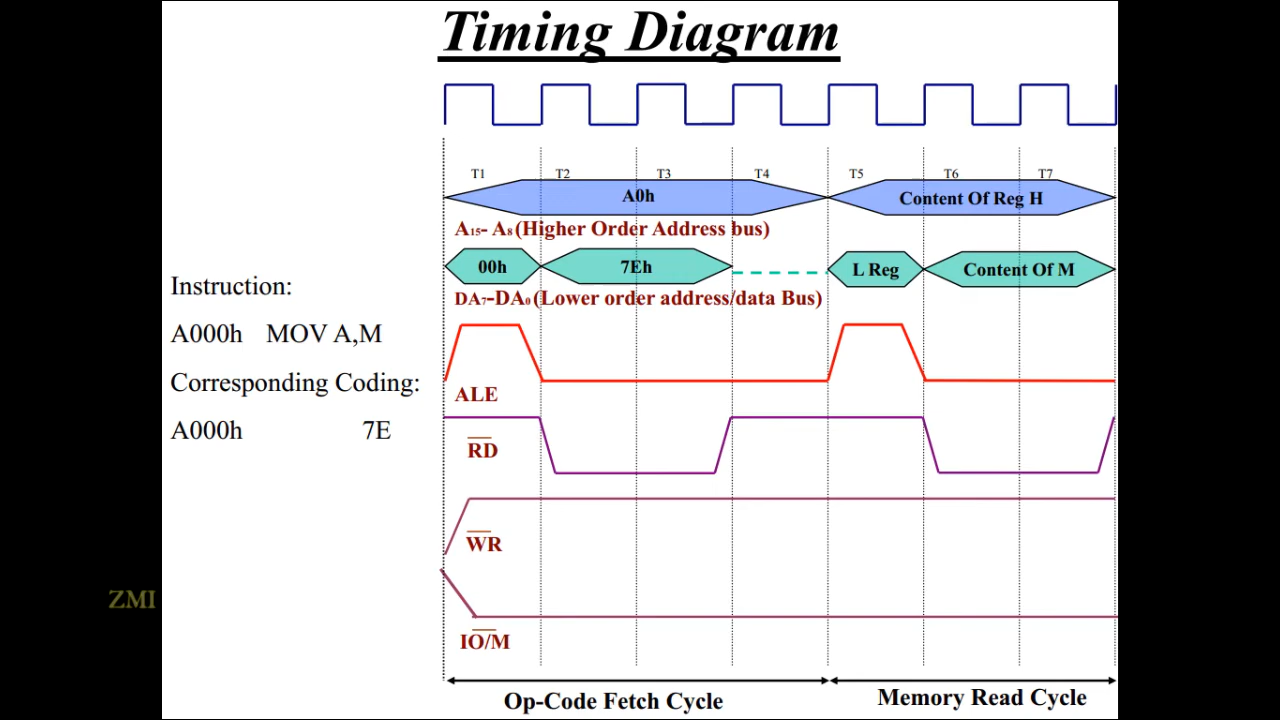 Timing Diagram
T1 T2 T3 T4 T5 T6 T7
A0h Content Of Reg H
A15- A8 (Higher Order Address bus)
00h 7Eh L Reg Content Of M
DA7-DA0 (Lower order address/data Bus)
Instruction:
A000h MOV A,M
Corresponding Coding:
A000h 7E
ALE
RD
WR
ZMI
IO/M
Op-Code Fetch Cycle Memory Read Cycle